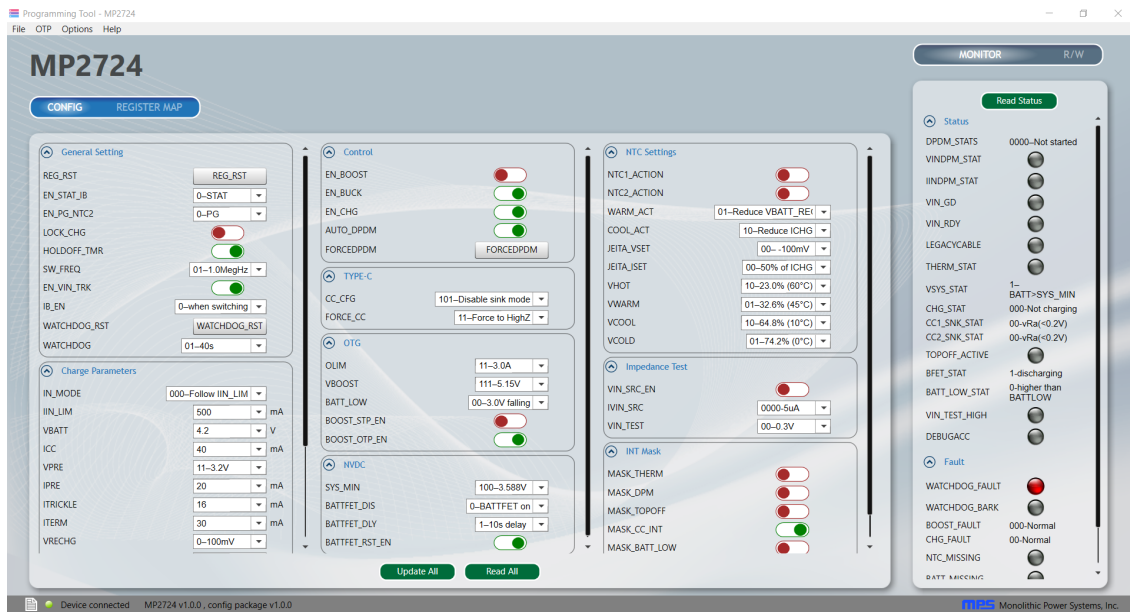 Programming Tool - MP2724
File OTP Options Help
MP2724
CONFIG REGISTER MAP
MONITOR R/W
General Setting
REG_RST REG_RST
EN_STAT_IB 0–STAT
EN_PG_NTC2 0–PG
LOCK_CHG
HOLDOFF_TMR
SW_FREQ 01–1.0MegHz
EN_VIN_TRK
IB_EN 0–when switching
WATCHDOG_RST WATCHDOG_RST
WATCHDOG 01–40s
Charge Parameters
IN_MODE 000–Follow IIN_LIM
IIN_LIM 500 mA
VBATT 4.2 V
ICC 40 mA
VPRE 11–3.2V
IPRE 20 mA
ITRICKLE 16 mA
ITERM 30 mA
VRECHG 0–100mV
Control
EN_BOOST
EN_BUCK
EN_CHG
AUTO_DPDM
FORCEDPDM FORCEDPDM
TYPE-C
CC_CFG 101–Disable sink mode
FORCE_CC 11–Force to HighZ
OTG
OLIM 11–3.0A
VBOOST 111–5.15V
BATT_LOW 00–3.0V falling
BOOST_STP_EN
BOOST_OTP_EN
NVDC
SYS_MIN 100–3.588V
BATTFET_DIS 0–BATTFET on
BATTFET_DLY 1–10s delay
BATTFET_RST_EN
NTC Settings
NTC1_ACTION
NTC2_ACTION
WARM_ACT 01–Reduce VBATT_RE(
COOL_ACT 10–Reduce ICHG
JEITA_VSET 00– -100mV
JEITA_ISET 00–50% of ICHG
VHOT 10–23.0% (60°C)
VWARM 01–32.6% (45°C)
VCOOL 10–64.8% (10°C)
VCOLD 01–74.2% (0°C)
Impedance Test
VIN_SRC_EN
IVIN_SRC 0000-5uA
VIN_TEST 00–0.3V
INT Mask
MASK_THERM
MASK_DPM
MASK_TOPOFF
MASK_CC_INT
MASK_BATT_LOW
Update All Read All
Read Status
Status
DPDM_STATS 0000–Not started
VINDPM_STAT
IINDPM_STAT
VIN_GD
VIN_RDY
LEGACYCABLE
THERM_STAT
VSYS_STAT 1–
BATT>SYS_MIN
CHG_STAT 000-Not charging
CC1_SNK_STAT 00-vRa(<0.2V)
CC2_SNK_STAT 00-vRa(<0.2V)
TOPOFF_ACTIVE
BFET_STAT 1-discharging
BATT_LOW_STAT 0-higher than
BATTLOW
VIN_TEST_HIGH
DEBUGACC
Fault
WATCHDOG_FAULT
WATCHDOG_BARK
BOOST_FAULT 000-Normal
CHG_FAULT 00-Normal
NTC_MISSING
BATT_MISSING
Device connected MP2724 v1.0.0 , config package v1.0.0
MPS Monolithic Power Systems, Inc.